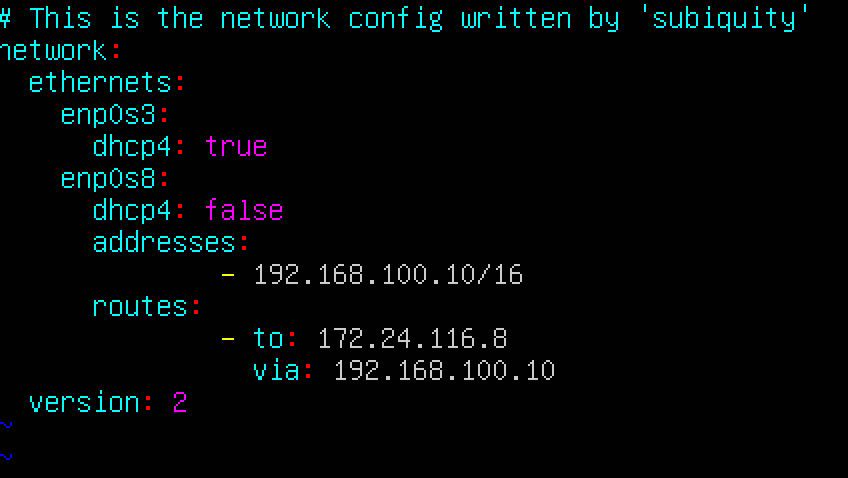 # This is the network config written by 'subiquity'
network:
  ethernets:
    enp0s3:
      dhcp4: true
    enp0s8:
      dhcp4: false
      addresses:
              - 192.168.100.10/16
      routes:
              - to: 172.24.116.8
                via: 192.168.100.10
  version: 2
~
~